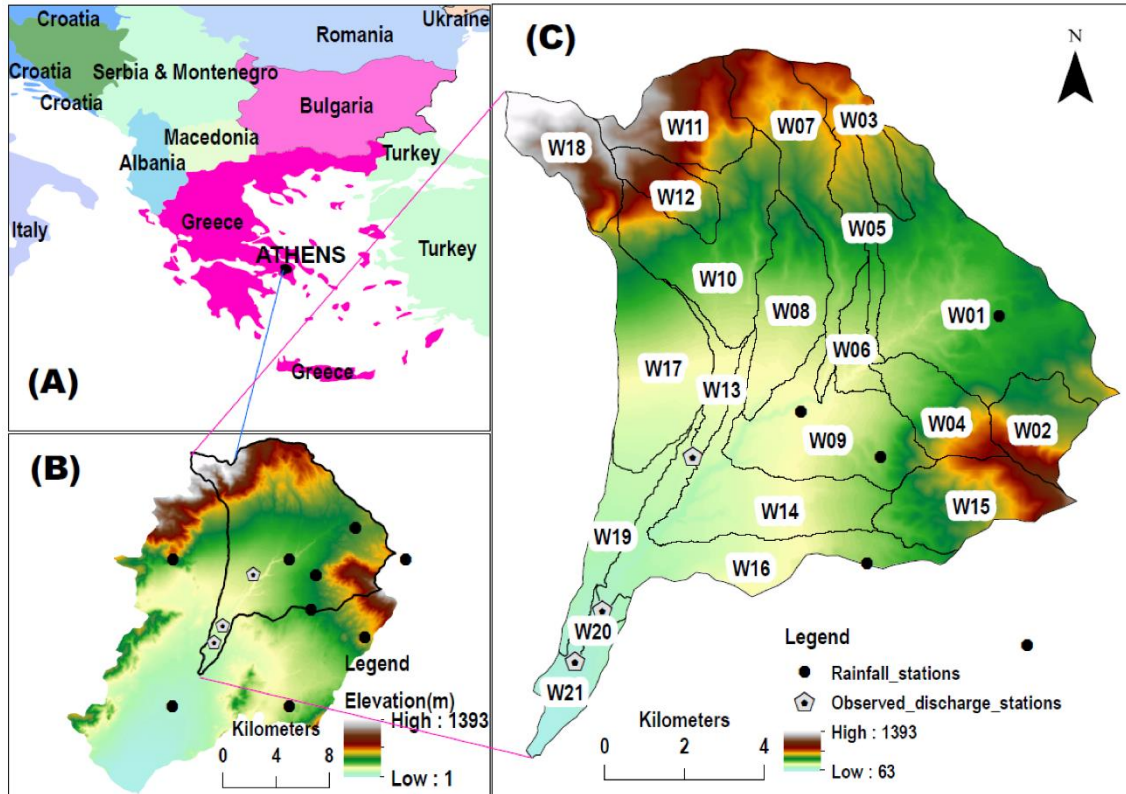 Croatia
Ukraine
Romania
Croatia
Serbia & Montenegro
Croatia
Bulgaria
Macedonia
Albania
Turkey
Italy
Greece
ATHENS
Turkey
Greece
(A)
(B)
Legend
Elevation(m)
High : 1393
Kilometers
0 4 8
Low : 1
(C)
N
W18
W11
W07
W03
W12
W05
W10
W08
W01
W06
W17
W13
W09
W04
W02
W14
W15
W19
W16
W20
W21
Legend
Rainfall_stations
Observed_discharge_stations
Kilometers
0 2 4
High : 1393
Low : 63